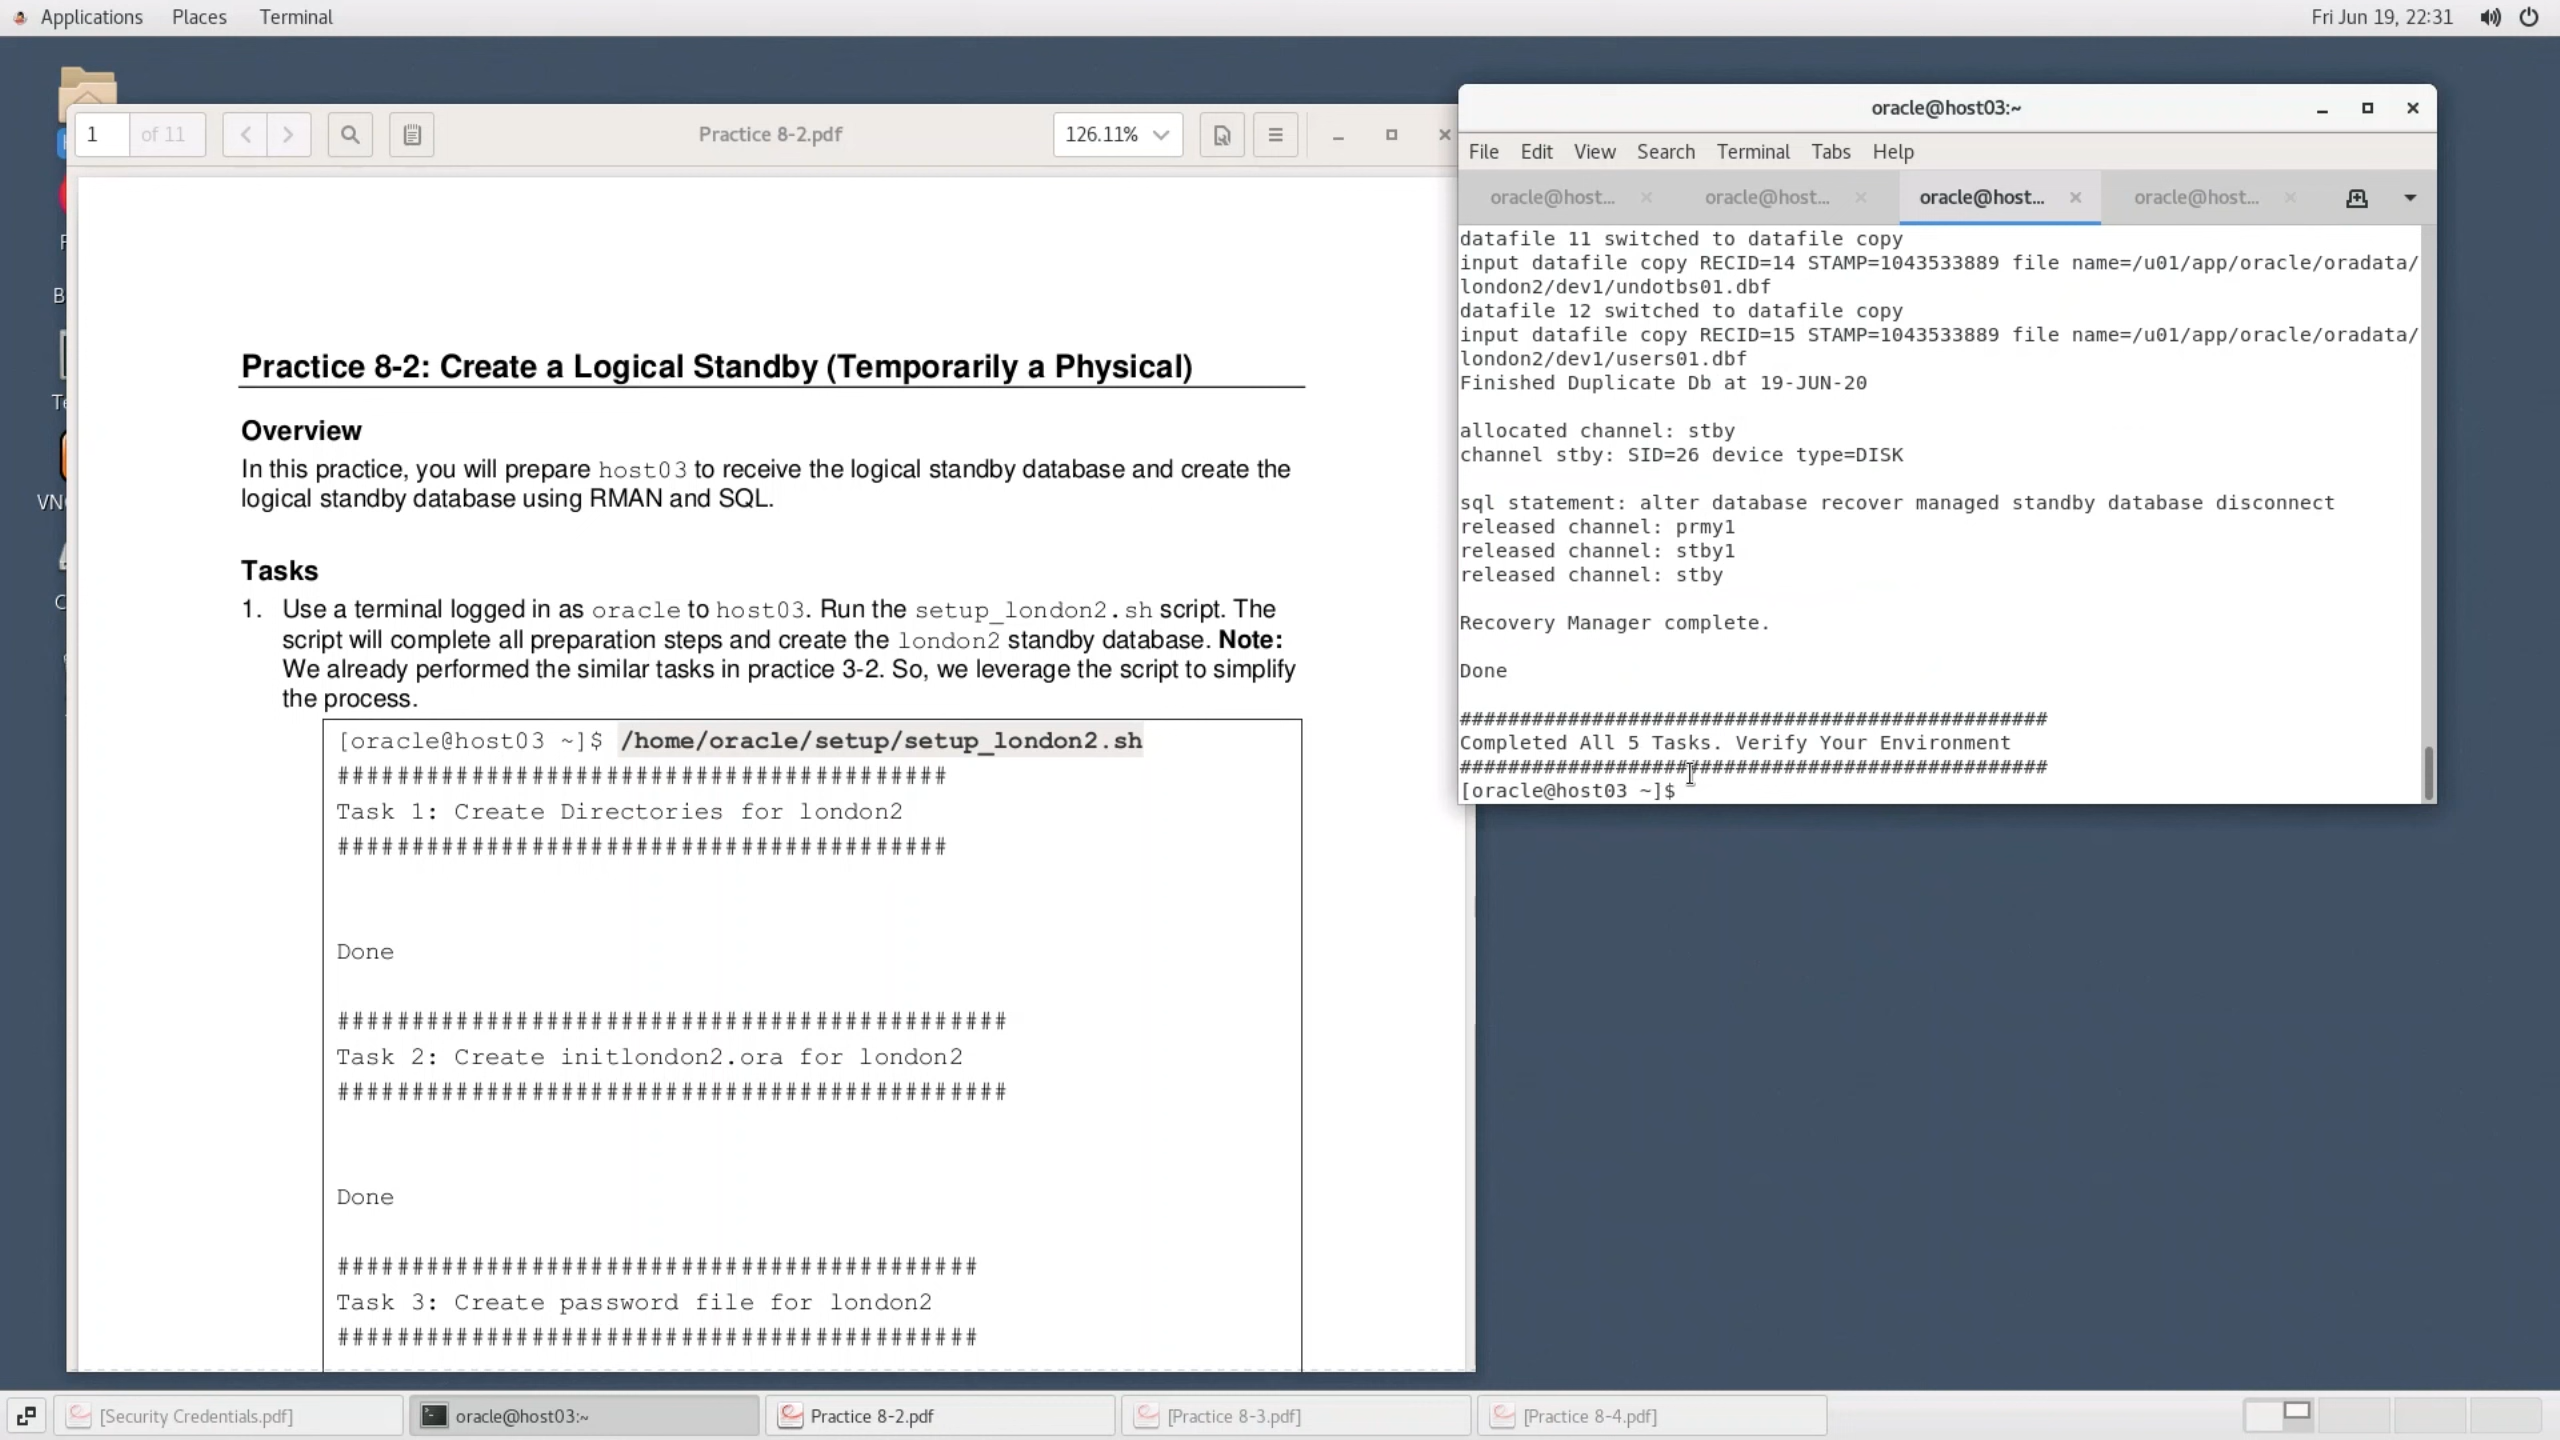 Applications Places Terminal
Fri Jun 19, 22:31
1 of 11
Practice 8-2.pdf
126.11%
Practice 8-2: Create a Logical Standby (Temporarily a Physical)
Overview
In this practice, you will prepare host03 to receive the logical standby database and create the
logical standby database using RMAN and SQL.
Tasks
1. Use a terminal logged in as oracle to host03. Run the setup_london2.sh script. The
script will complete all preparation steps and create the london2 standby database. Note:
We already performed the similar tasks in practice 3-2. So, we leverage the script to simplify
the process.
[oracle@host03 ~]$ /home/oracle/setup/setup_london2.sh
#########################################
Task 1: Create Directories for london2
#########################################
Done
#############################################
Task 2: Create initlondon2.ora for london2
#############################################
Done
###########################################
Task 3: Create password file for london2
###########################################
oracle@host03:~
File Edit View Search Terminal Tabs Help
oracle@host... oracle@host... oracle@host... oracle@host...
datafile 11 switched to datafile copy
input datafile copy RECID=14 STAMP=1043533889 file name=/u01/app/oracle/oradata/
london2/dev1/undotbs01.dbf
datafile 12 switched to datafile copy
input datafile copy RECID=15 STAMP=1043533889 file name=/u01/app/oracle/oradata/
london2/dev1/users01.dbf
Finished Duplicate Db at 19-JUN-20
allocated channel: stby
channel stby: SID=26 device type=DISK
sql statement: alter database recover managed standby database disconnect
released channel: prmy1
released channel: stby1
released channel: stby
Recovery Manager complete.
Done
#################################################
Completed All 5 Tasks. Verify Your Environment
#################################################
[oracle@host03 ~]$
[Security Credentials.pdf]
oracle@host03:~
Practice 8-2.pdf
[Practice 8-3.pdf]
[Practice 8-4.pdf]